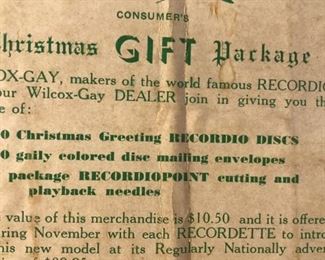 CONSUMER'S
Christmas GIFT Package
OX-GAY, makers of the world famous RECORDIO
our Wilcox-Gay DEALER join in giving you th
e of:
0 Christmas Greeting RECORDIO DISCS
0 gaily colored disc mailing envelopes
package RECORDIOPOINT cutting and
playback needles
s value of this merchandise is $10.50 and it is offere
ring November with each RECORDETTE to intro
his new model at its Regularly Nationally adver